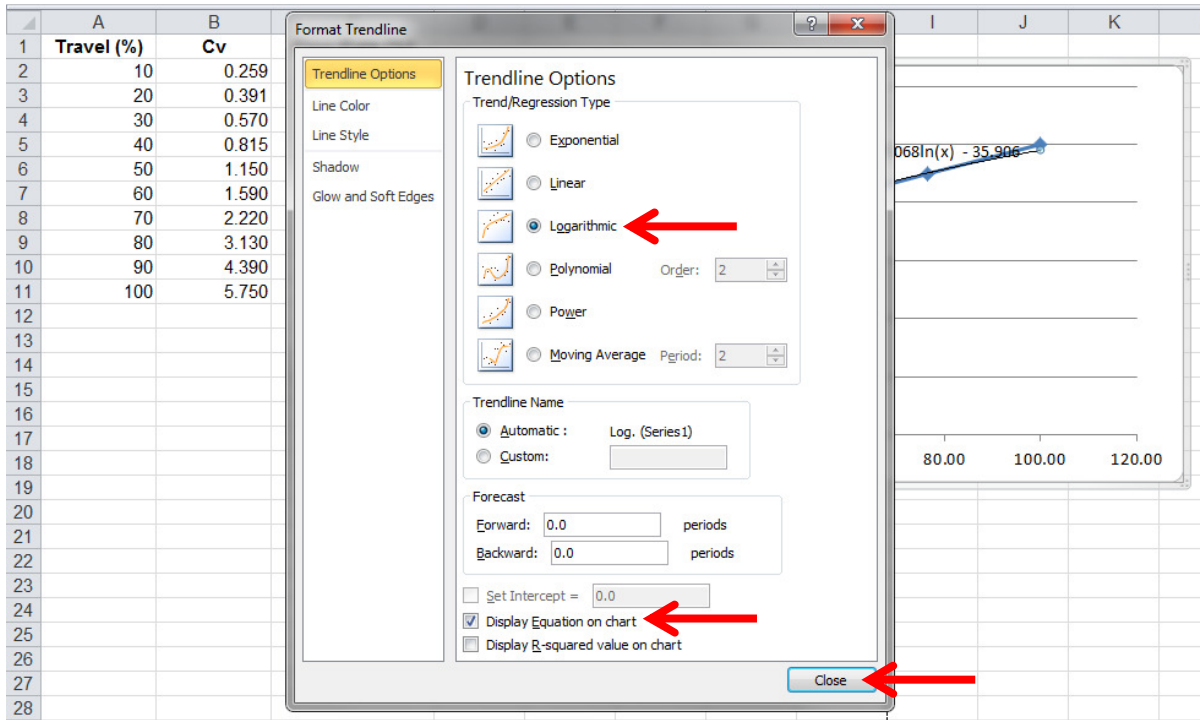 A B I J K
1 Travel (%) Cv
2 10 0.259
3 20 0.391
4 30 0.570
5 40 0.815
6 50 1.150
7 60 1.590
8 70 2.220
9 80 3.130
10 90 4.390
11 100 5.750
12
13
14
15
16
17
18
19
20
21
22
23
24
25
26
27
28
Format Trendline
Trendline Options
Line Color
Line Style
Shadow
Glow and Soft Edges
Trendline Options
Trend/Regression Type
Exponential
Linear
Logarithmic
Polynomial Order: 2
Power
Moving Average Period: 2
Trendline Name
Automatic : Log. (Series1)
Custom:
Forecast
Forward: 0.0 periods
Backward: 0.0 periods
Set Intercept = 0.0
Display Equation on chart
Display R-squared value on chart
Close
068ln(x) - 35.906
80.00 100.00 120.00